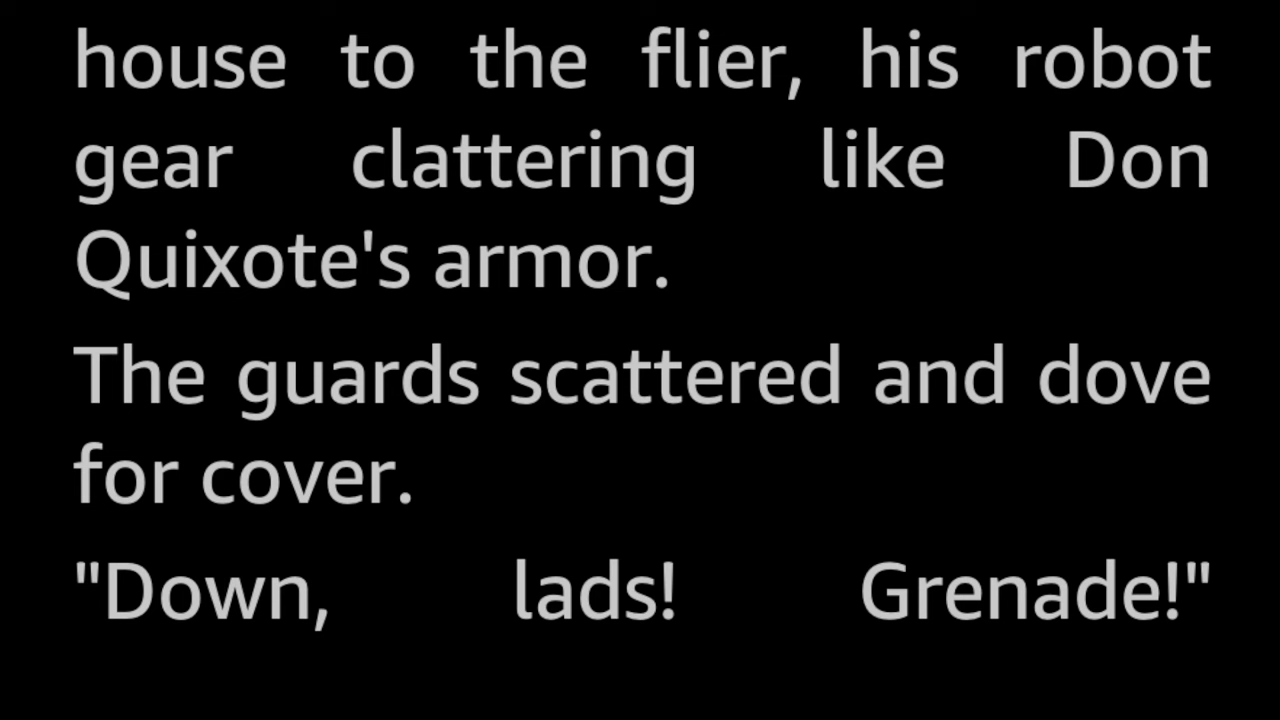 house to the flier, his robot
gear clattering like Don
Quixote's armor.
The guards scattered and dove
for cover.
"Down, lads! Grenade!"